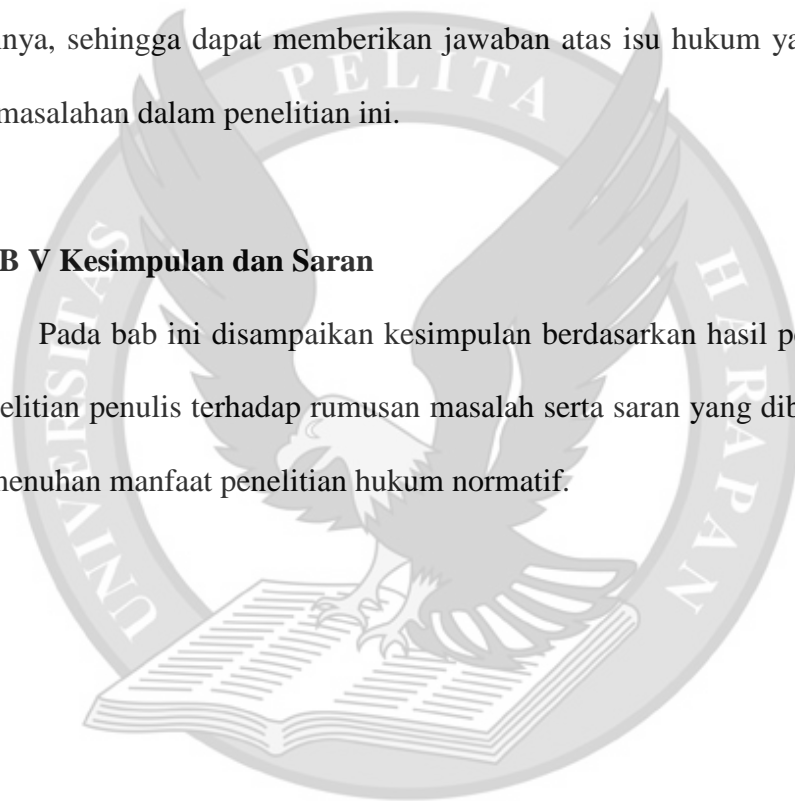 nnya, sehingga dapat memberikan jawaban atas isu hukum ya
masalahan dalam penelitian ini.
B V Kesimpulan dan Saran
Pada bab ini disampaikan kesimpulan berdasarkan hasil pe
elitian penulis terhadap rumusan masalah serta saran yang dib
nenuhan manfaat penelitian hukum normatif.
UNIVERSITAS PELITA HARAPAN